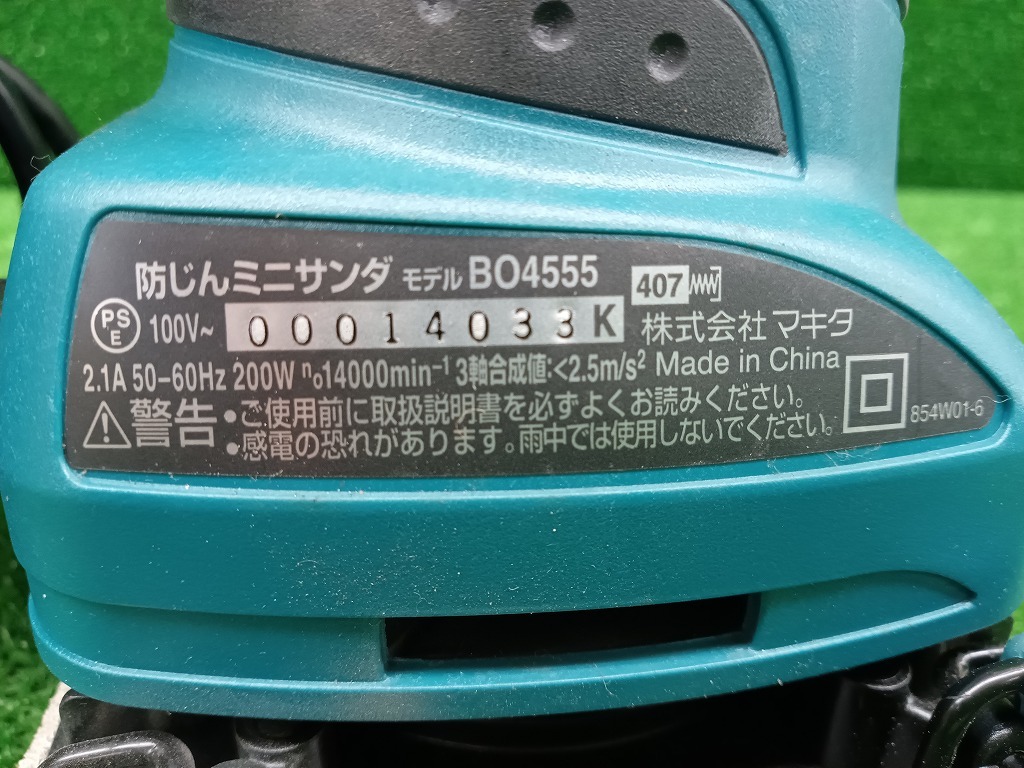 防じんミニサンダ モデル BO4555 407
PS E 100V~ 00014033K 株式会社 マキタ
2.1A 50-60Hz 200W n₀14000min⁻¹ 3軸合成値:<2.5m/s² Made in China
警告 •ご使用前に取扱説明書を必ずよくお読みください。
•感電の恐れがあります。雨中では使用しないでください。 854W01-6